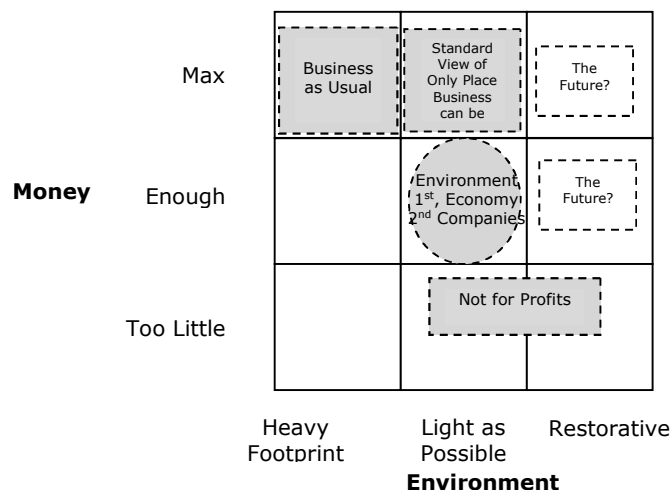 Max
Business
as Usual
Standard
View of
Only Place
Business
can be
The
Future?
Money
Enough
Environment
1st, Economy
2nd Companies
The
Future?
Too Little
Not for Profits
Heavy
Footprint
Light as
Possible
Restorative
Environment